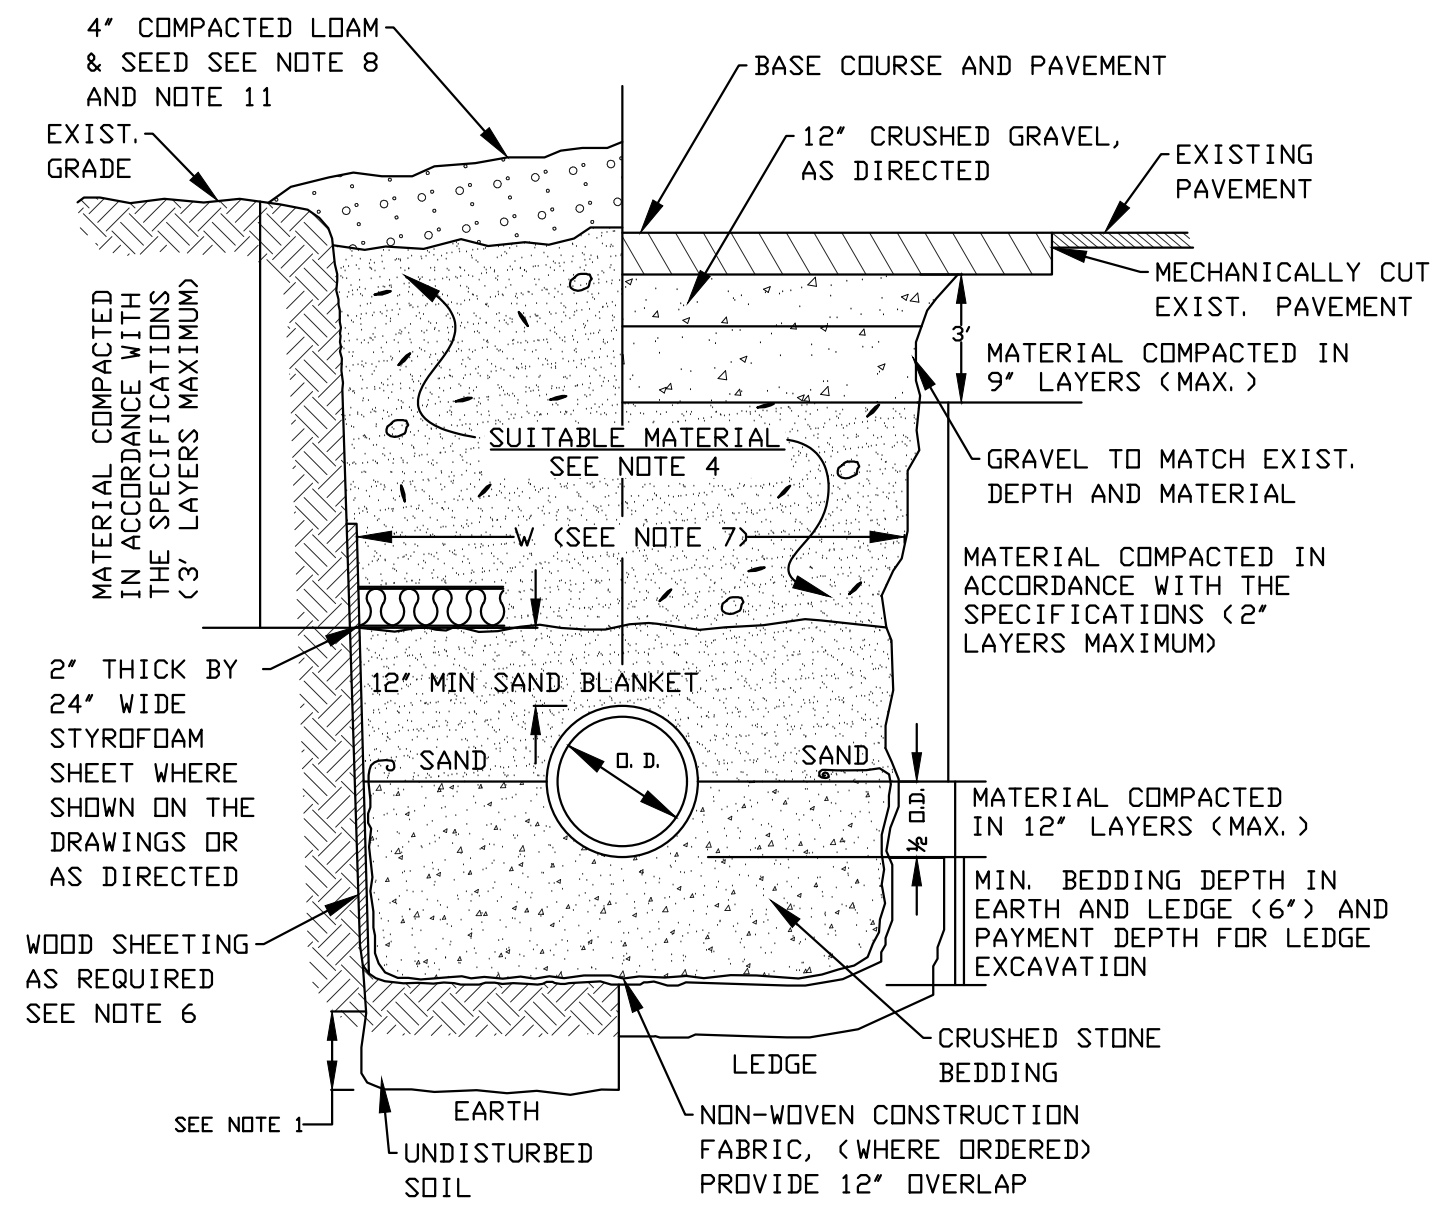 4" COMPACTED LOAM
& SEED SEE NOTE 8
AND NOTE 11
EXIST.
GRADE
BASE COURSE AND PAVEMENT
12" CRUSHED GRAVEL,
AS DIRECTED
EXISTING
PAVEMENT
MECHANICALLY CUT
EXIST. PAVEMENT
MATERIAL COMPACTED
IN ACCORDANCE WITH
THE SPECIFICATIONS
(3' LAYERS MAXIMUM)
3'
MATERIAL COMPACTED IN
9" LAYERS (MAX.)
SUITABLE MATERIAL
SEE NOTE 4
GRAVEL TO MATCH EXIST.
DEPTH AND MATERIAL
W (SEE NOTE 7)
MATERIAL COMPACTED IN
ACCORDANCE WITH THE
SPECIFICATIONS (2"
LAYERS MAXIMUM)
2" THICK BY
24" WIDE
STYROFOAM
SHEET WHERE
SHOWN ON THE
DRAWINGS OR
AS DIRECTED
12" MIN SAND BLANKET
SAND
O. D.
SAND
½ O.D.
MATERIAL COMPACTED
IN 12" LAYERS (MAX.)
MIN. BEDDING DEPTH IN
EARTH AND LEDGE (6") AND
PAYMENT DEPTH FOR LEDGE
EXCAVATION
WOOD SHEETING
AS REQUIRED
SEE NOTE 6
CRUSHED STONE
BEDDING
LEDGE
EARTH
SEE NOTE 1
UNDISTURBED
SOIL
NON-WOVEN CONSTRUCTION
FABRIC, (WHERE ORDERED)
PROVIDE 12" OVERLAP